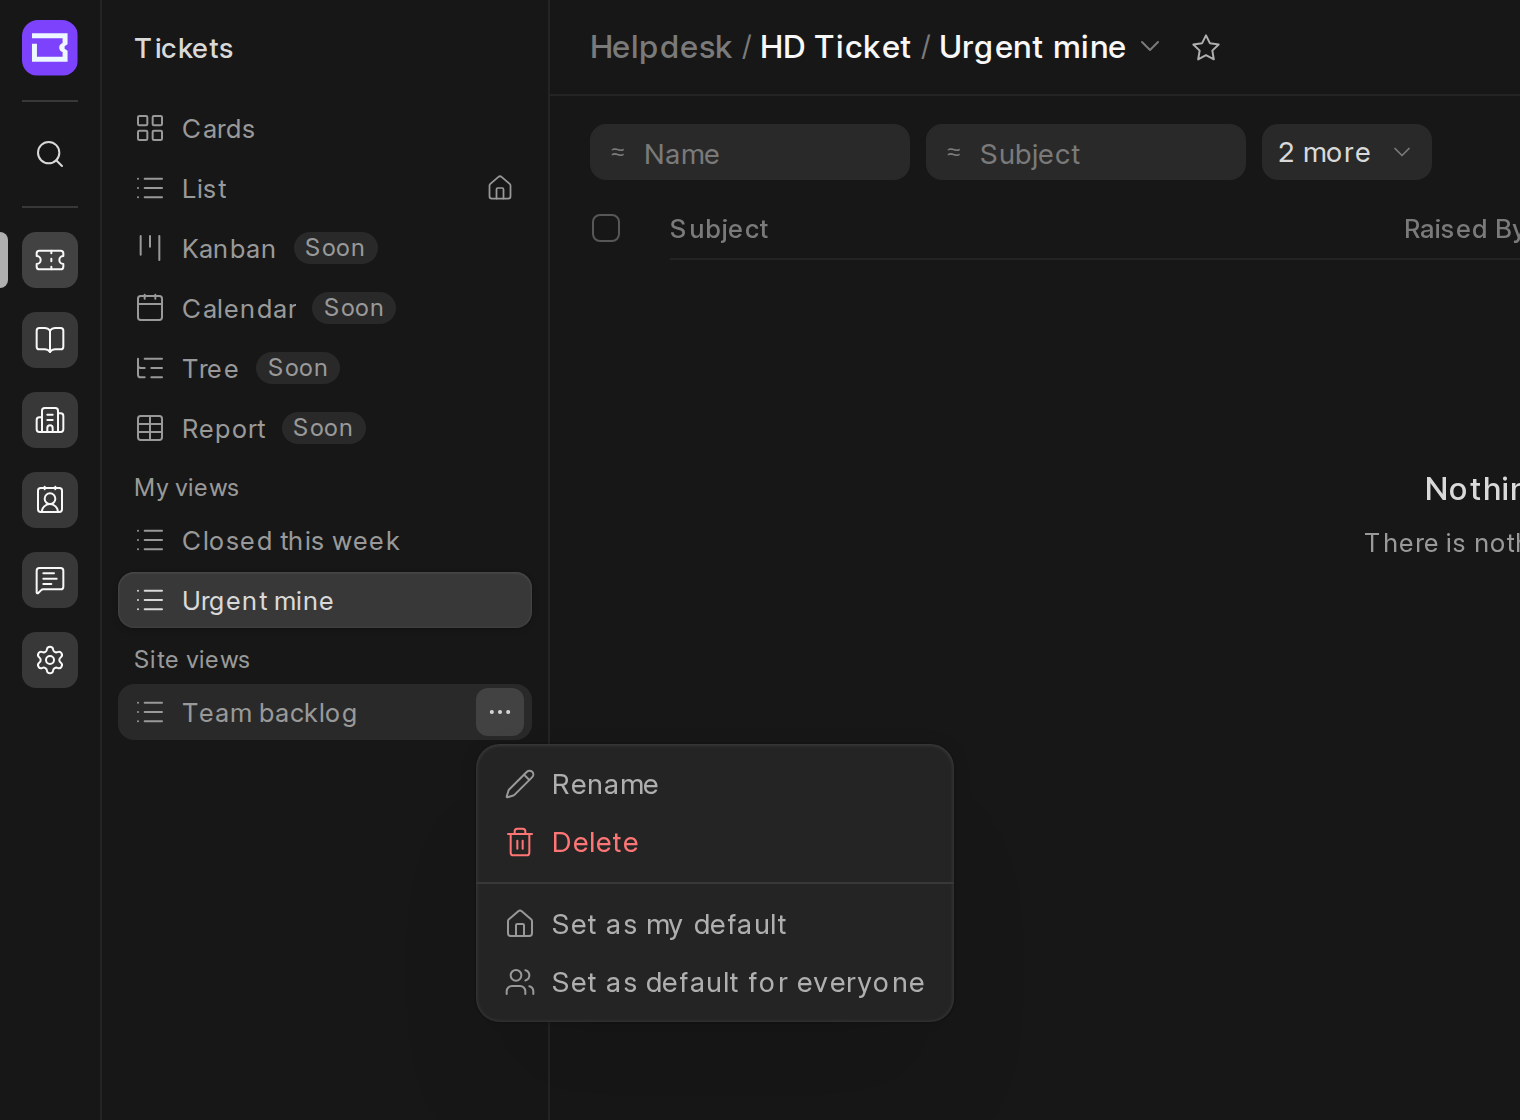 Tickets
Helpdesk / HD Ticket / Urgent mine
Cards
List
Kanban Soon
Calendar Soon
Tree Soon
Report Soon
My views
Closed this week
Urgent mine
Site views
Team backlog
≈ Name
≈ Subject
2 more
Subject
Raised By
There is
Rename
Delete
Set as my default
Set as default for everyone